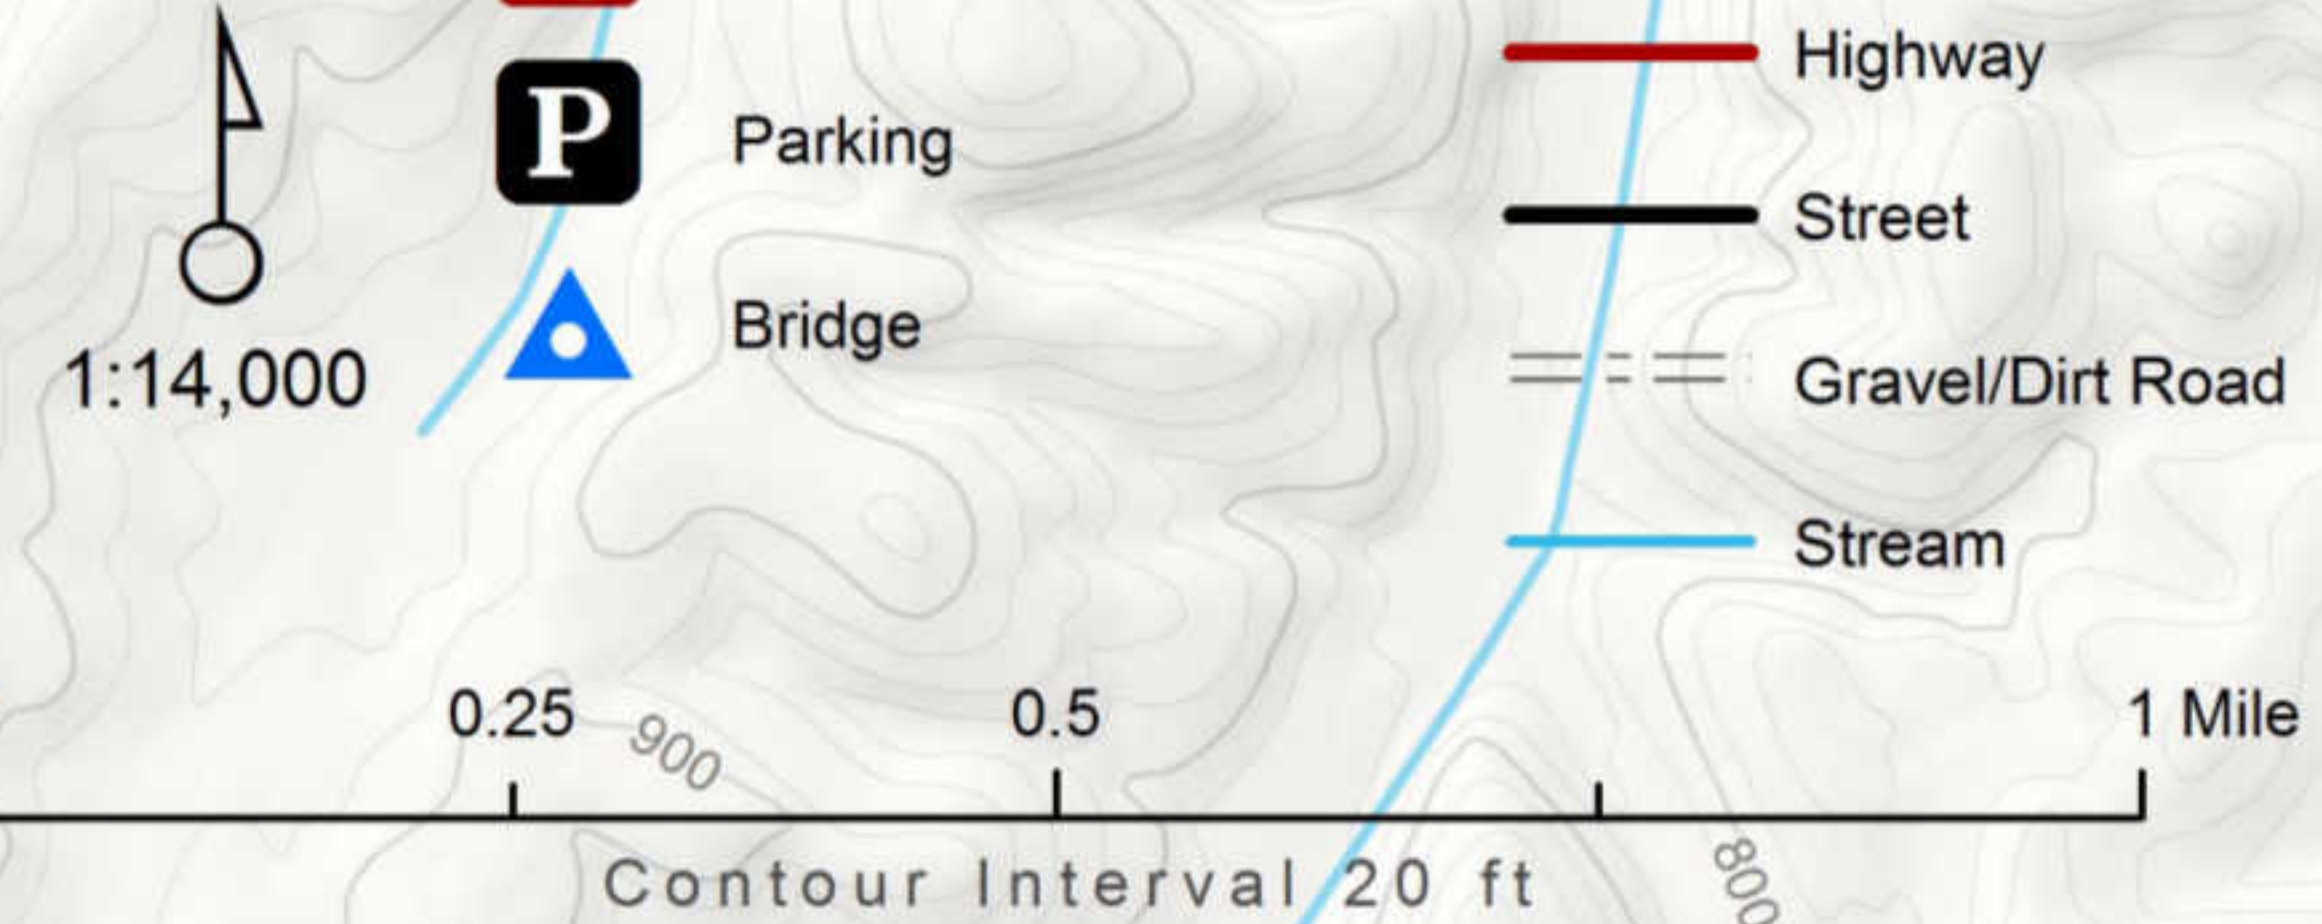 Highway
P Parking
Street
Bridge
1:14,000
Gravel/Dirt Road
Stream
0.25 0.5 1 Mile
900
Contour Interval 20 ft
800